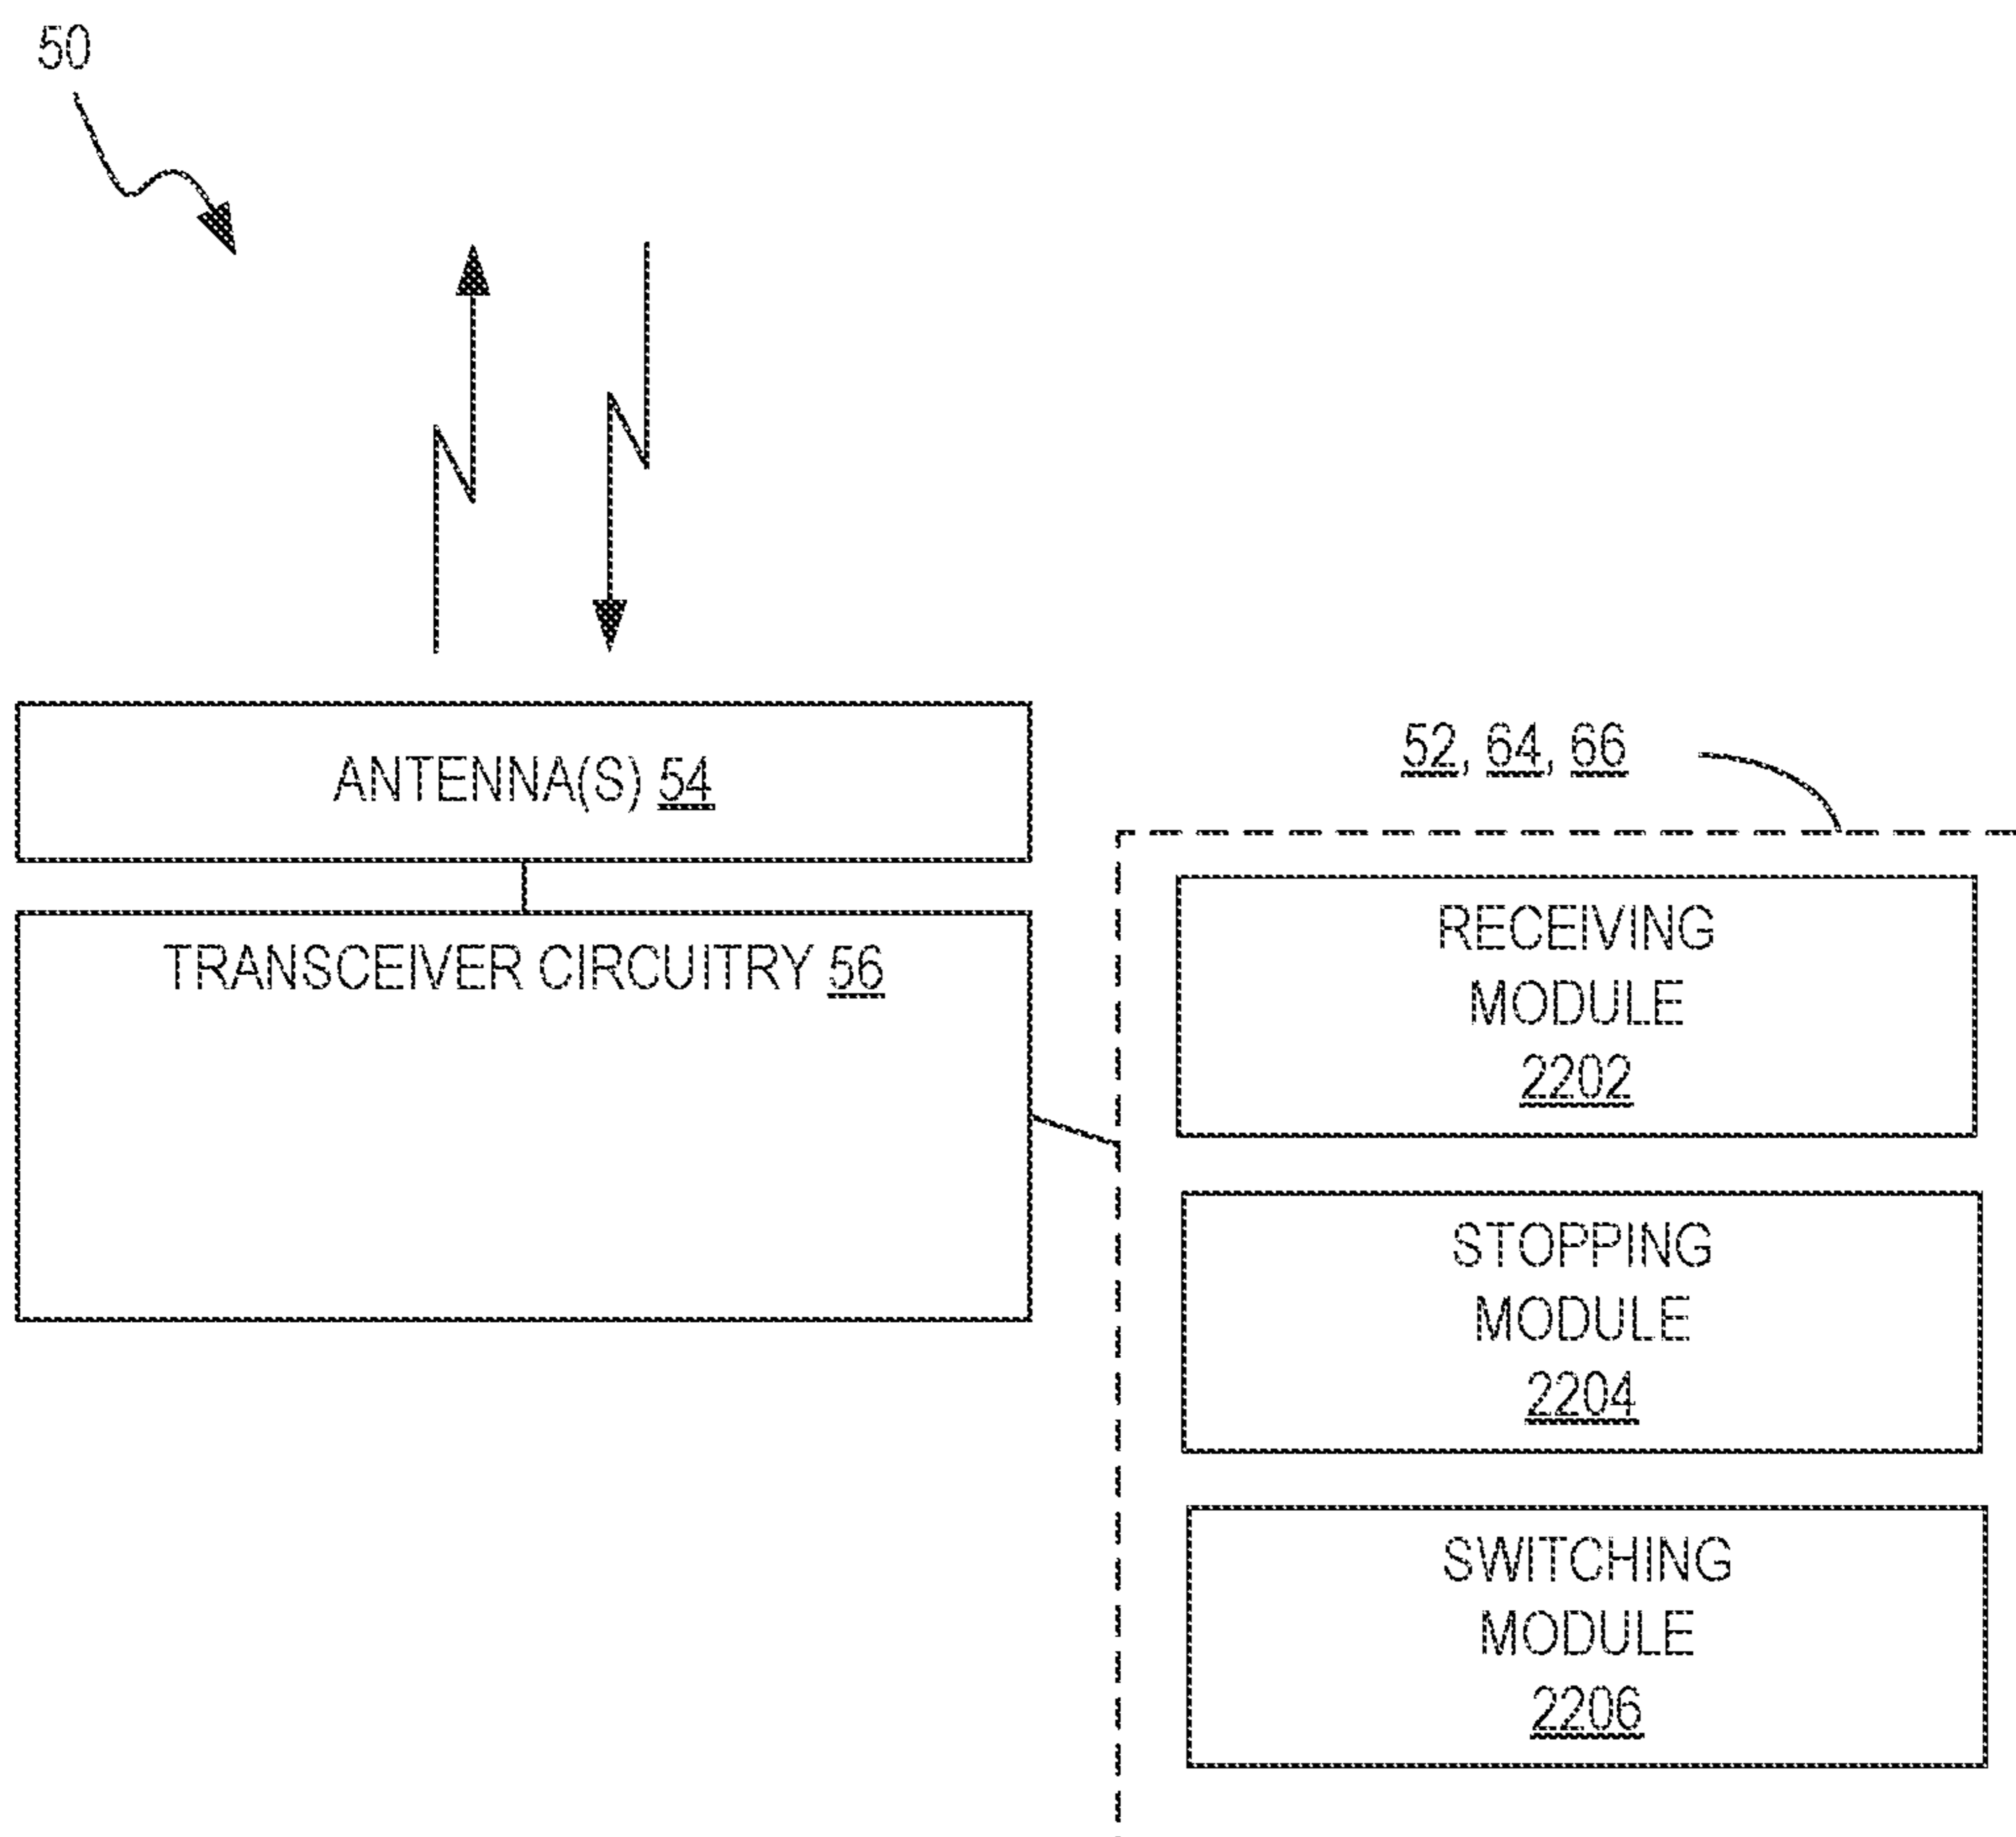 50
ANTENNA(S) 54
52, 64, 66
TRANSCEIVER CIRCUITRY 56
RECEIVING
MODULE
2202
STOPPING
MODULE
2204
SWITCHING
MODULE
2206